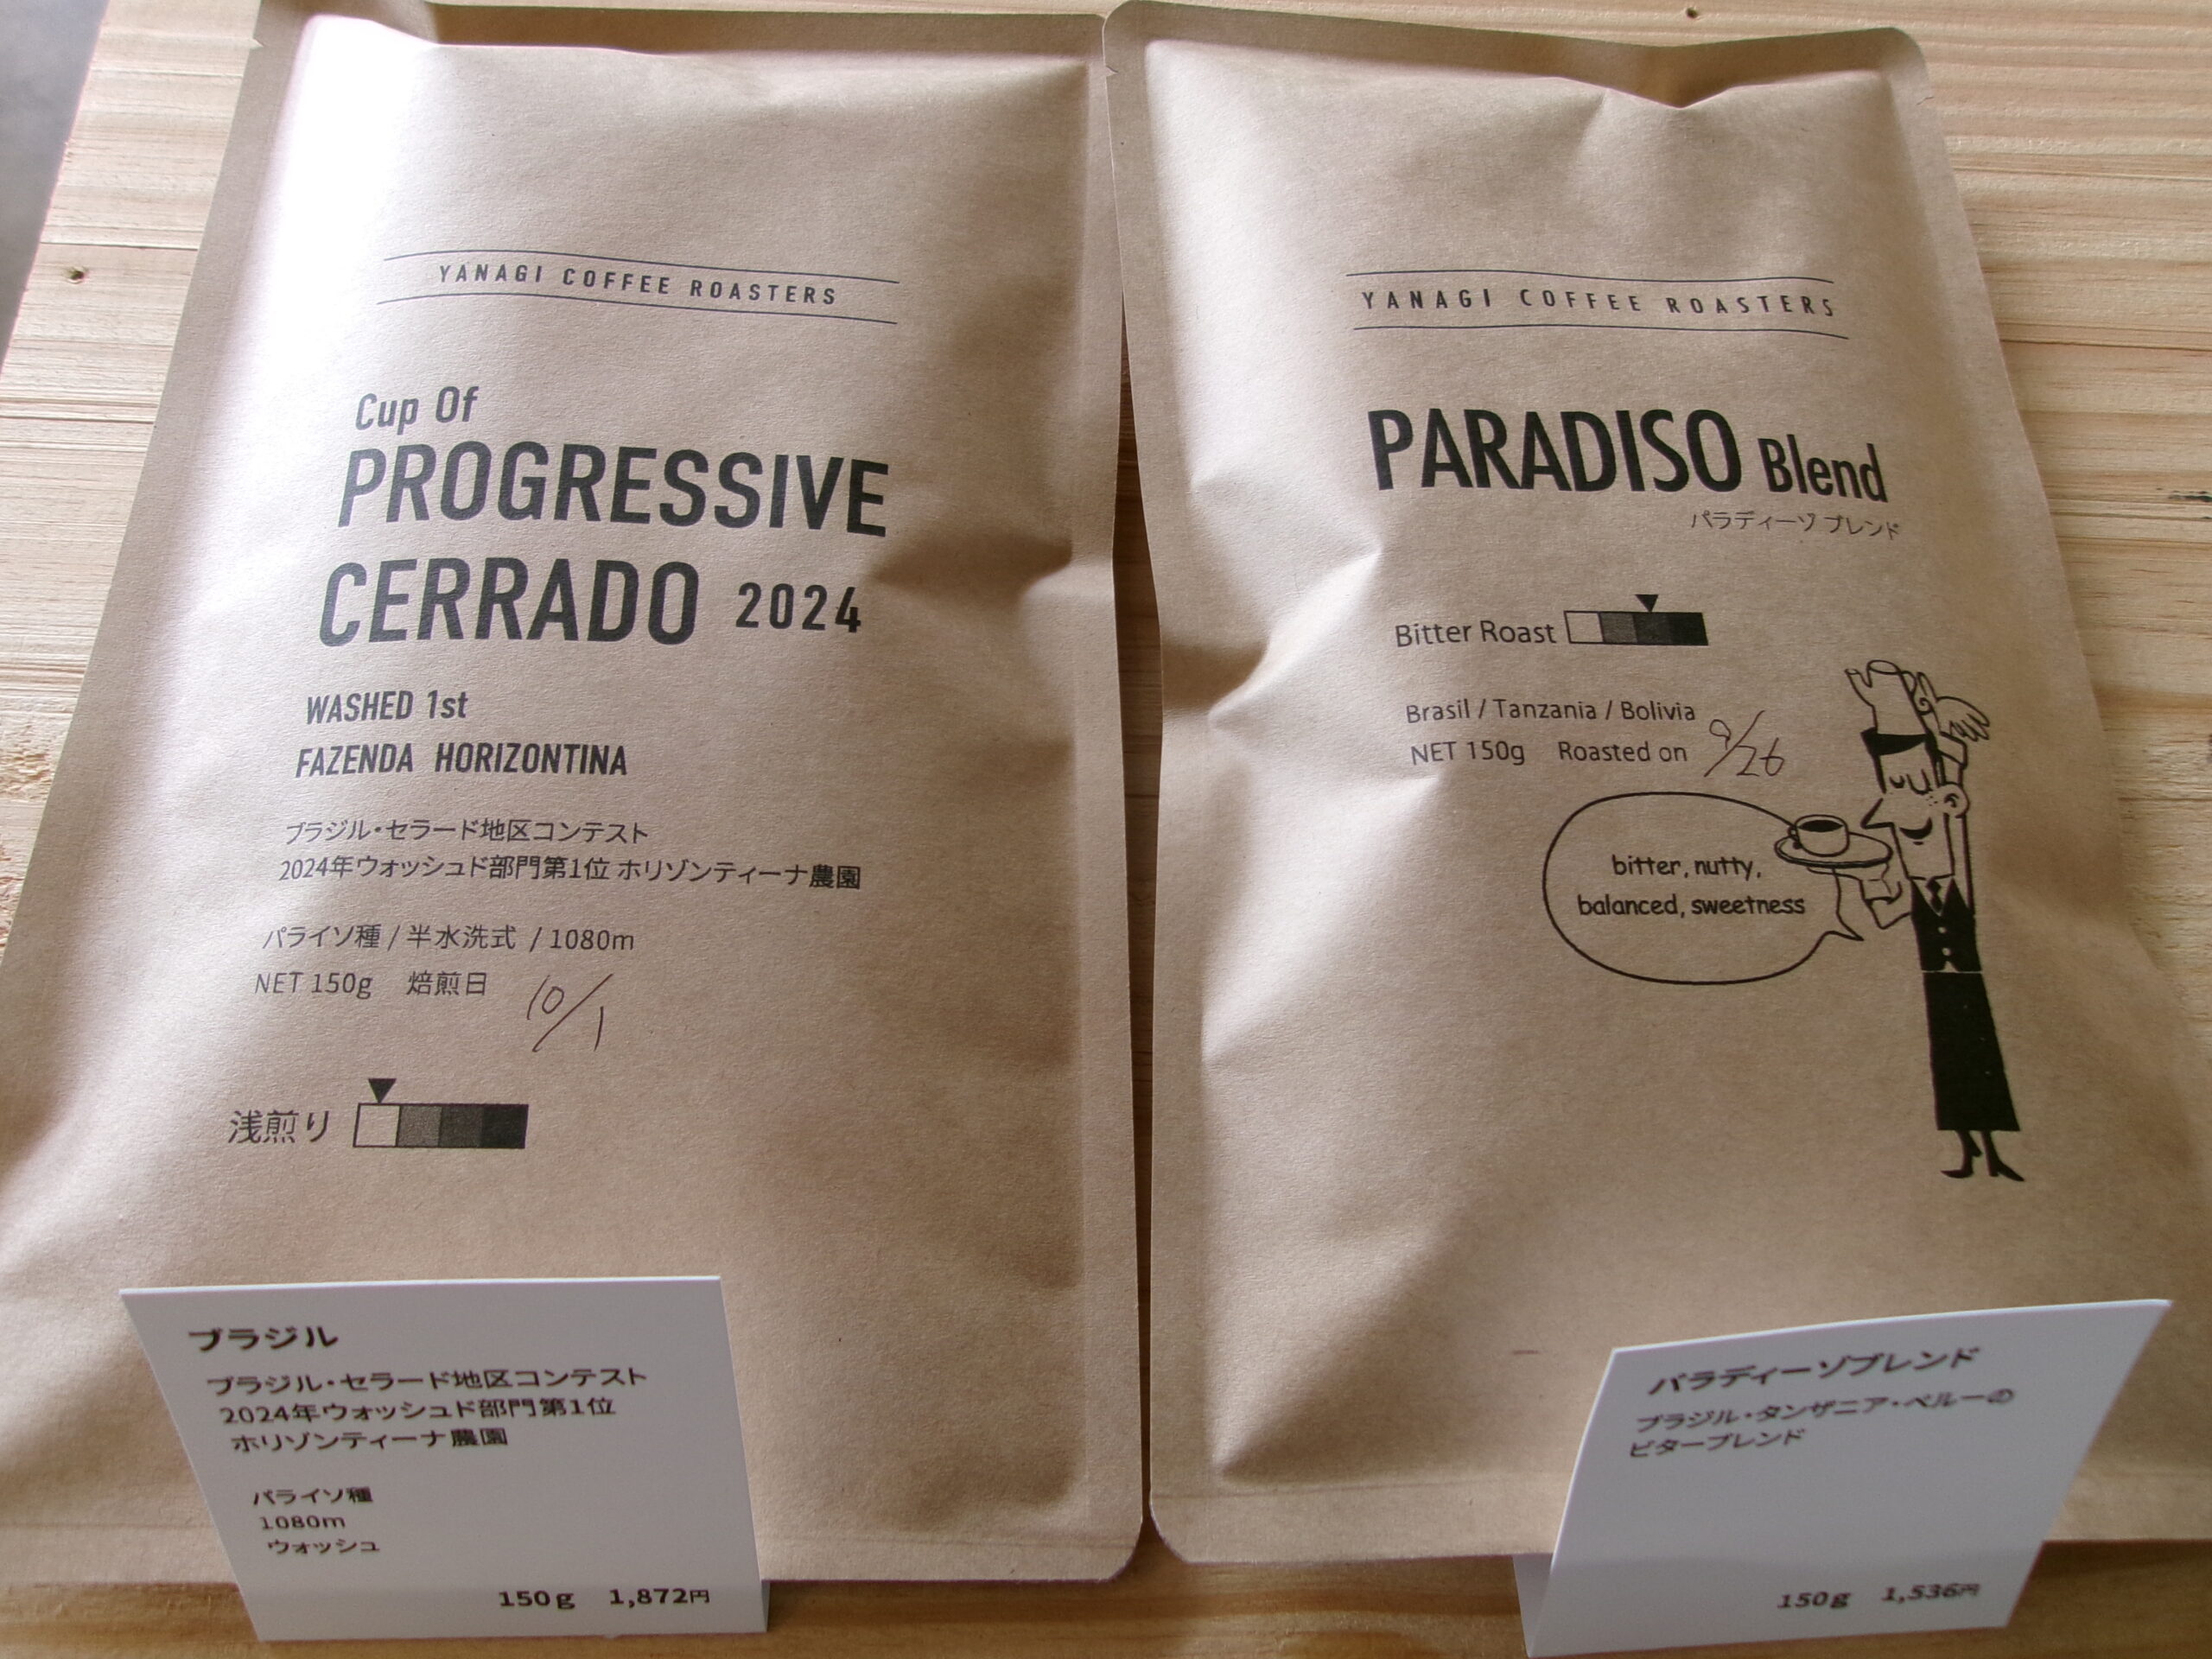 YANAGI COFFEE ROASTERS
Cup Of
PROGRESSIVE
CERRADO 2024
WASHED 1st
FAZENDA HORIZONTINA
ブラジル・セラード地区コンテスト
2024年ウォッシュド部門第1位 ホリゾンティーナ農園
パライソ種 / 半水洗式 / 1080m
NET 150g 焙煎日 10/1
浅煎り
ブラジル
ブラジル・セラード地区コンテスト
2024年ウォッシュド部門第1位
ホリゾンティーナ農園
パライソ種
1080m
ウォッシュ
150g 1,872円
YANAGI COFFEE ROASTERS
PARADISO Blend
パラディーゾ ブレンド
Bitter Roast
Brasil / Tanzania / Bolivia
NET 150g Roasted on 9/26
bitter, nutty,
balanced, sweetness
パラディーゾブレンド
ブラジル・タンザニア・ペルーの
ビターブレンド
150g 1,536円